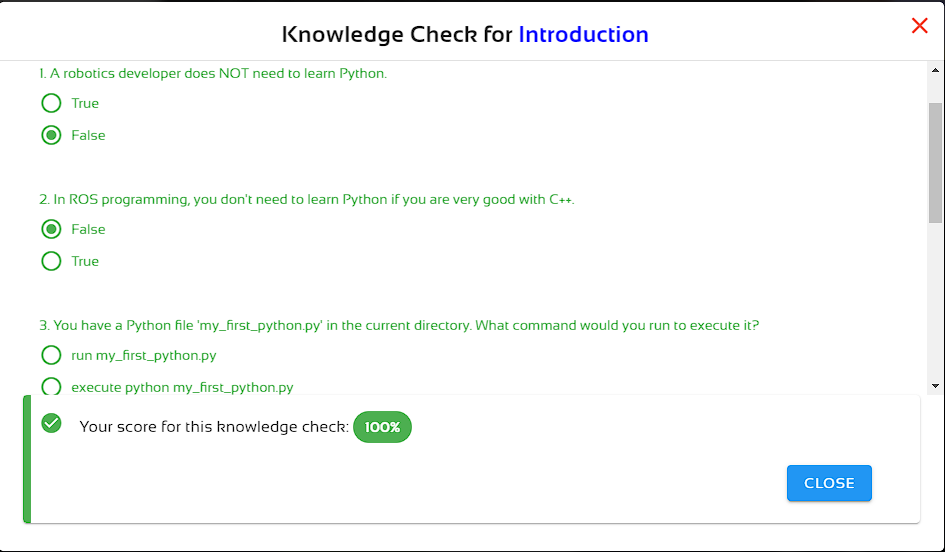 Knowledge Check for Introduction
1. A robotics developer does NOT need to learn Python.
True
False
2. In ROS programming, you don't need to learn Python if you are very good with C++.
False
True
3. You have a Python file 'my_first_python.py' in the current directory. What command would you run to execute it?
run my_first_python.py
execute python my_first_python.py
Your score for this knowledge check: 100%
CLOSE